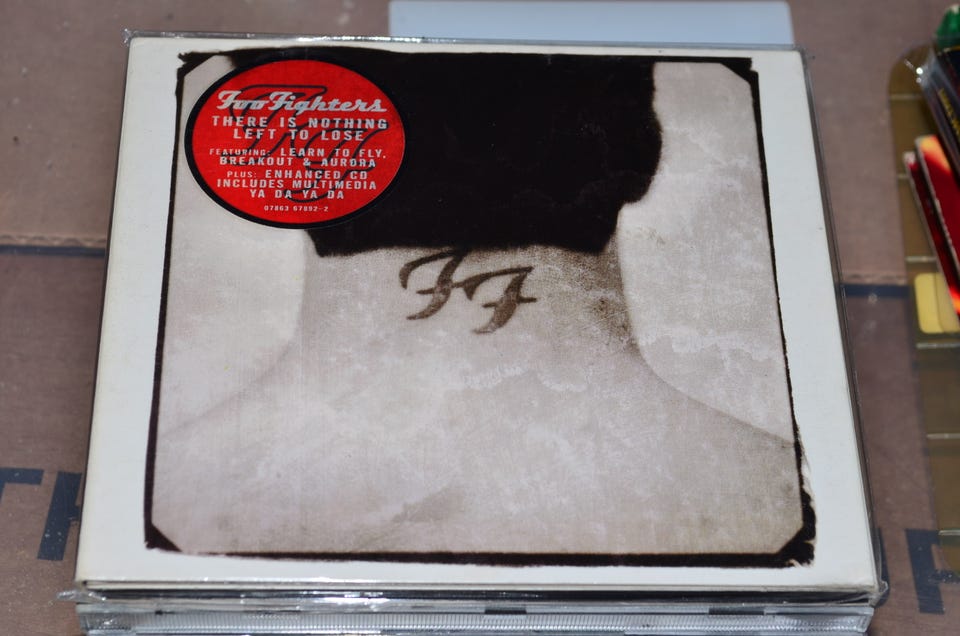 Foo Fighters
THERE IS NOTHING
LEFT TO LOSE
FEATURING: LEARN TO FLY,
BREAKOUT & AURORA
PLUS: ENHANCED CD
INCLUDES MULTIMEDIA
YA DA YA DA
07863 67892-2
FF